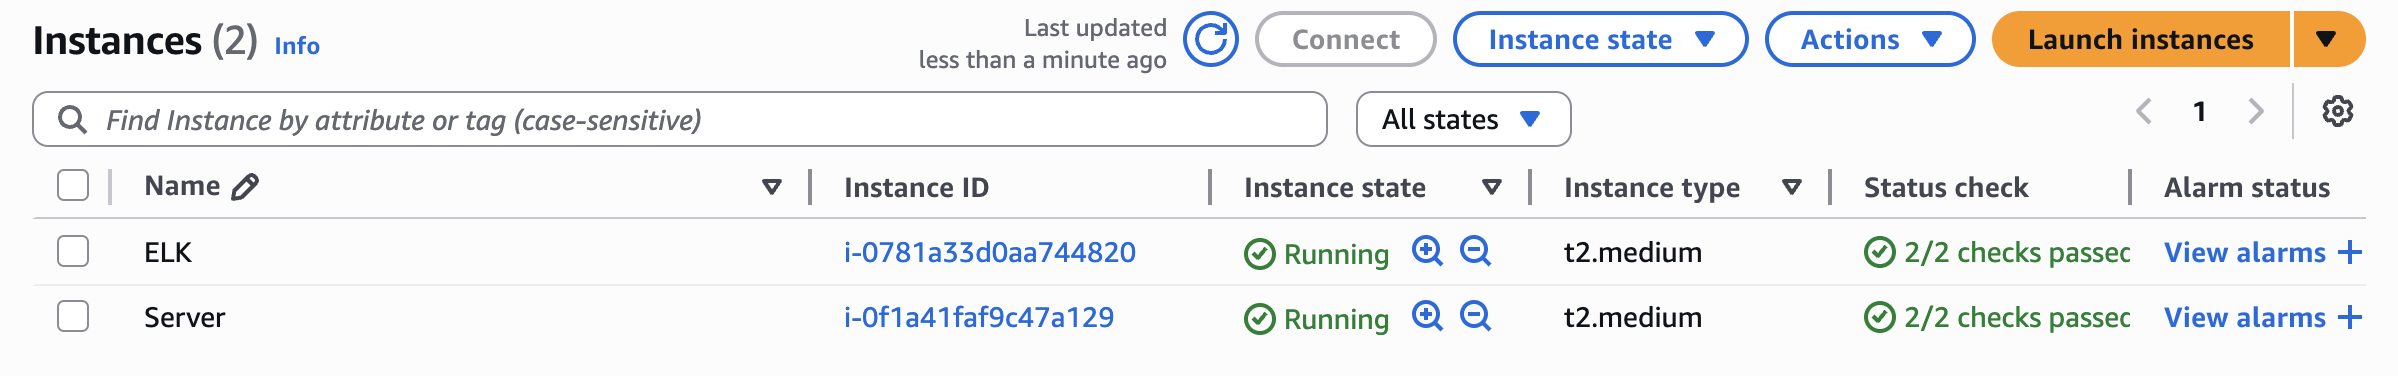 Instances (2) Info
Last updated
less than a minute ago
Connect
Instance state
Actions
Launch instances
Find Instance by attribute or tag (case-sensitive)
All states
1
Name Instance ID Instance state Instance type Status check Alarm status
ELK i-0781a33d0aa744820 Running t2.medium 2/2 checks passed View alarms +
Server i-0f1a41faf9c47a129 Running t2.medium 2/2 checks passed View alarms +